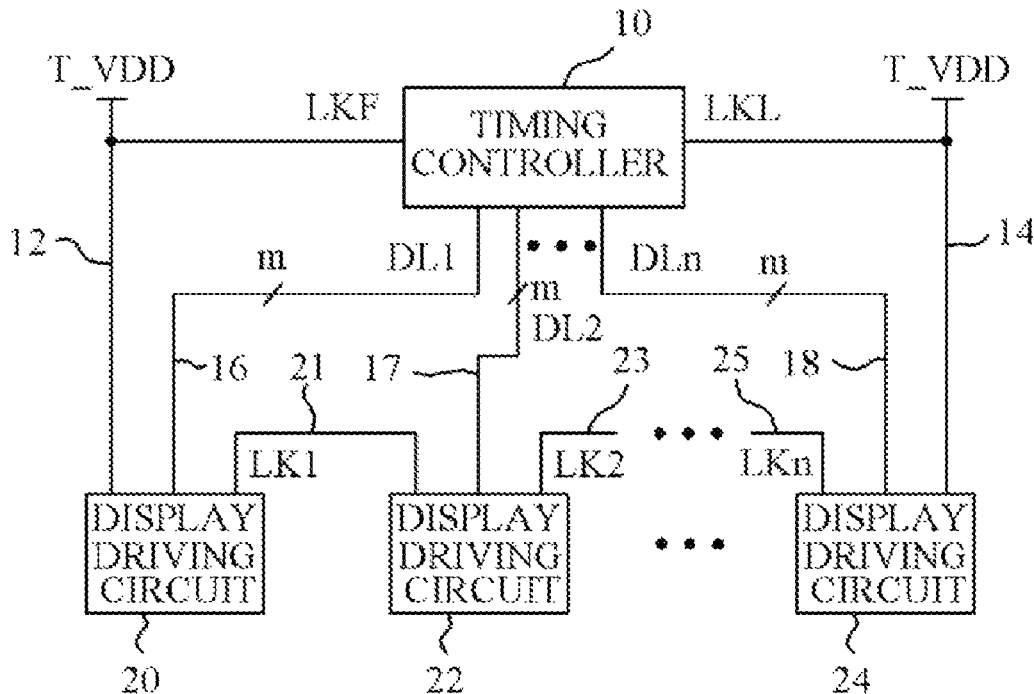 10
T_VDD
T_VDD
LKF
TIMING
CONTROLLER
LKL
12
14
m
DL1
m
DL2
DLn
m
16
21
17
23
25
18
LK1
LK2
LKn
DISPLAY
DRIVING
CIRCUIT
DISPLAY
DRIVING
CIRCUIT
DISPLAY
DRIVING
CIRCUIT
20
22
24